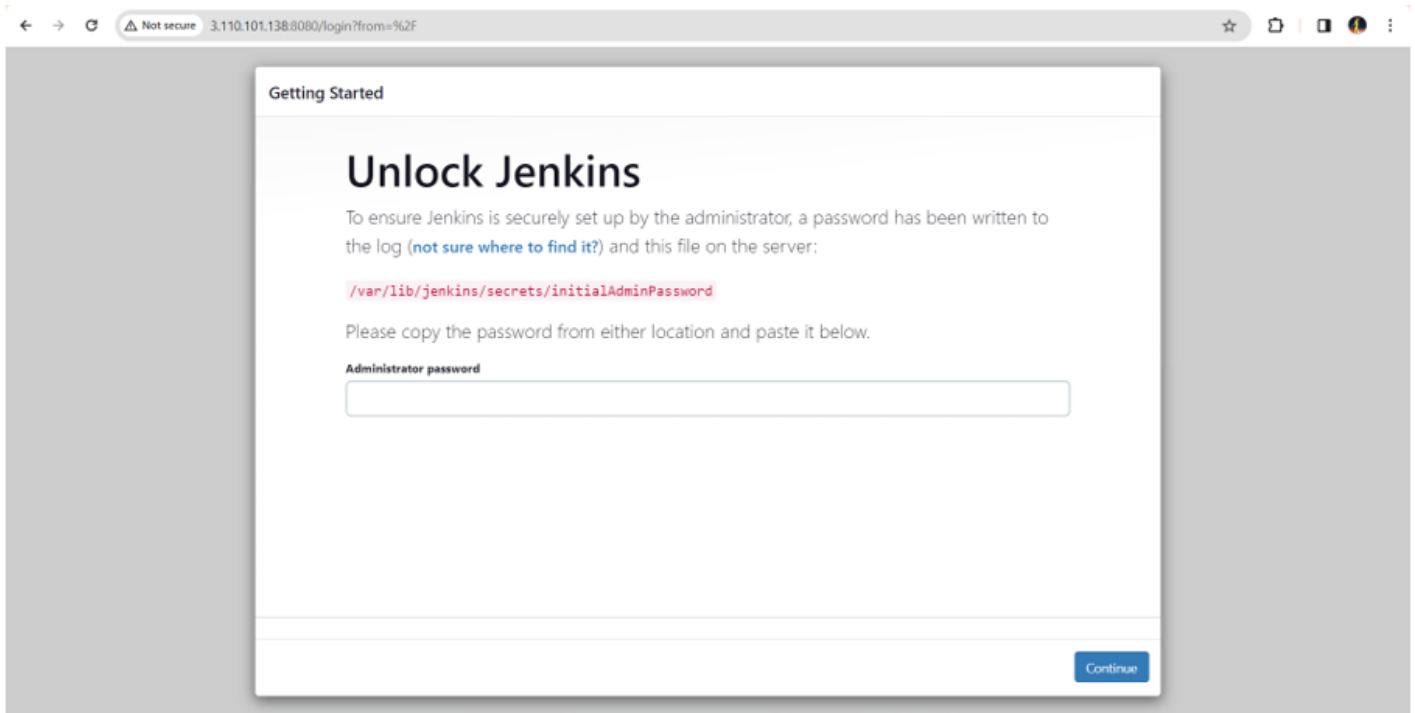 Not secure 3.110.101.138:8080/login?from=%2F
Getting Started
Unlock Jenkins
To ensure Jenkins is securely set up by the administrator, a password has been written to
the log (not sure where to find it?) and this file on the server:
/var/lib/jenkins/secrets/initialAdminPassword
Please copy the password from either location and paste it below.
Administrator password
Continue